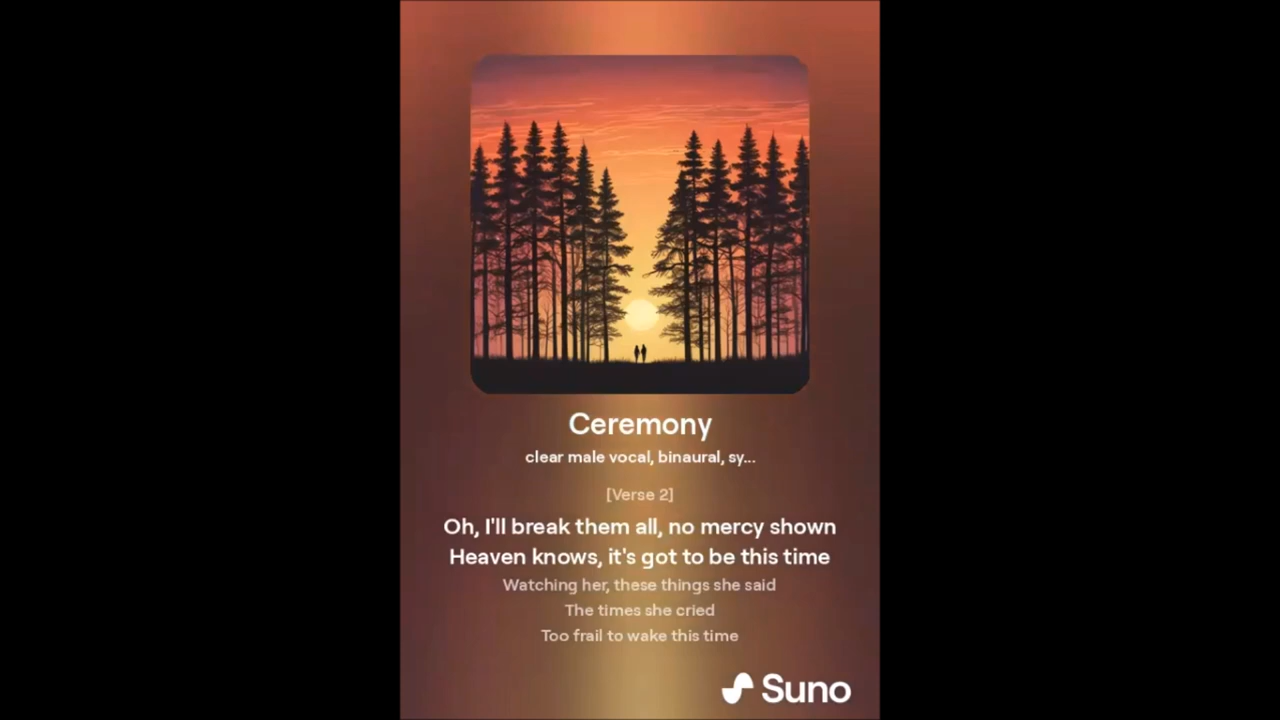 Ceremony
clear male vocal, binaural, sy...
[Verse 2]
Oh, I'll break them all, no mercy shown
Heaven knows, it's got to be this time
Watching her, these things she said
The times she cried
Too frail to wake this time
Suno